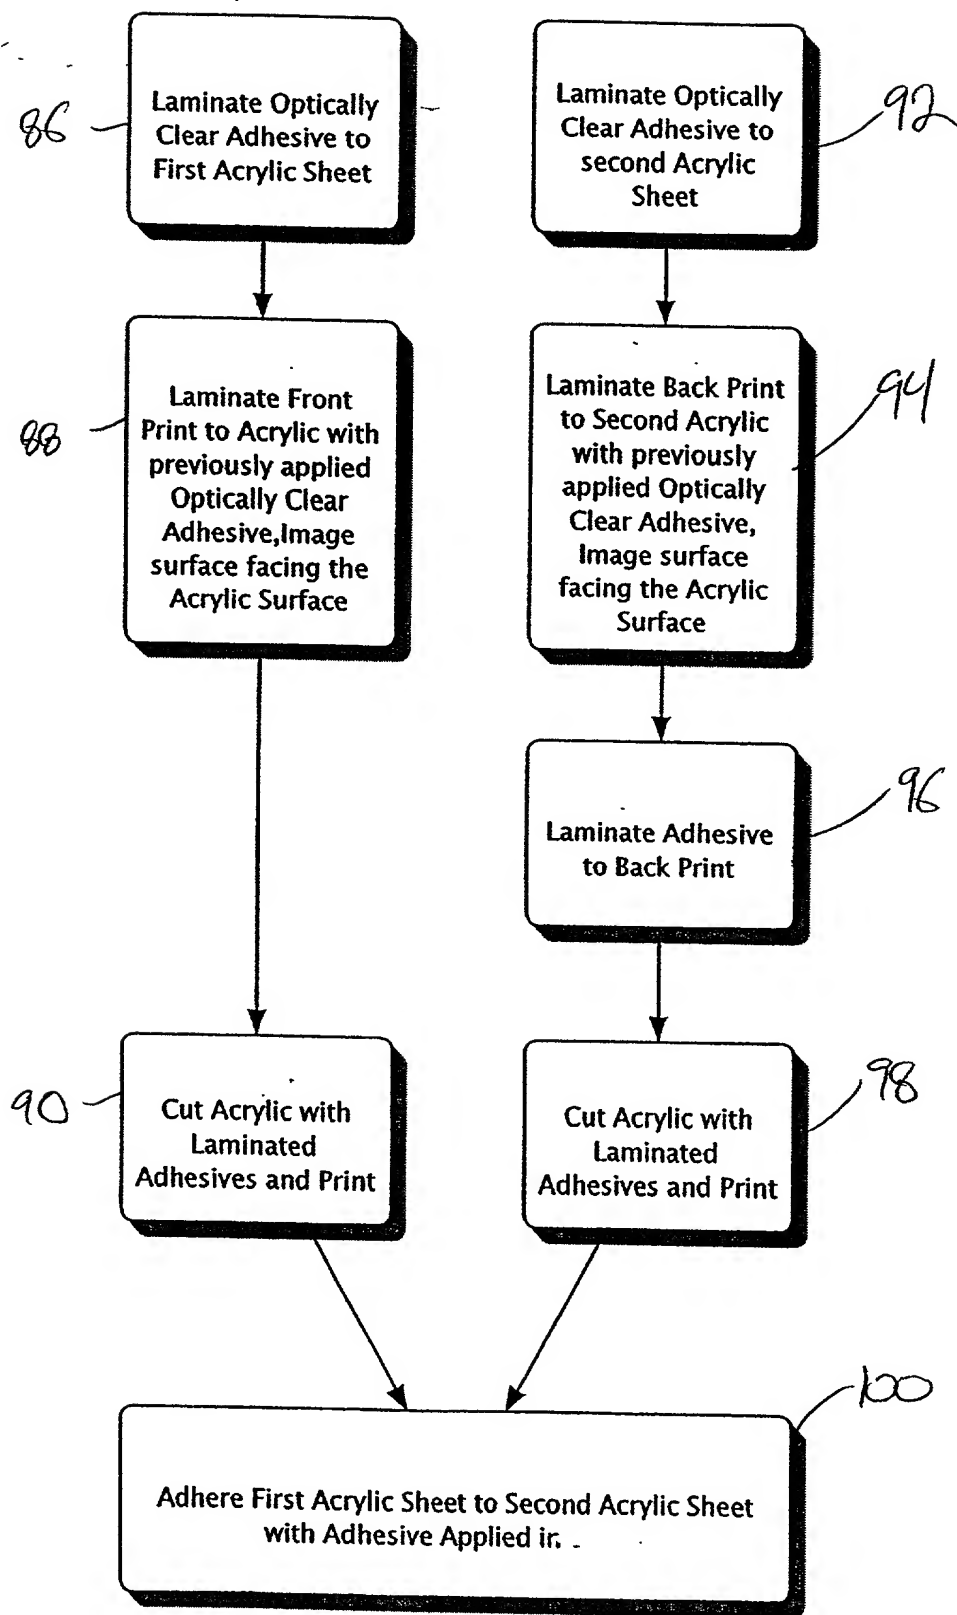 86
Laminate Optically
Clear Adhesive to
First Acrylic Sheet
Laminate Optically
Clear Adhesive to
second Acrylic
Sheet
92
88
Laminate Front
Print to Acrylic with
previously applied
Optically Clear
Adhesive,Image
surface facing the
Acrylic Surface
Laminate Back Print
to Second Acrylic
with previously
applied Optically
Clear Adhesive,
Image surface
facing the Acrylic
Surface
94
Laminate Adhesive
to Back Print
96
90
Cut Acrylic with
Laminated
Adhesives and Print
Cut Acrylic with
Laminated
Adhesives and Print
98
100
Adhere First Acrylic Sheet to Second Acrylic Sheet
with Adhesive Applied